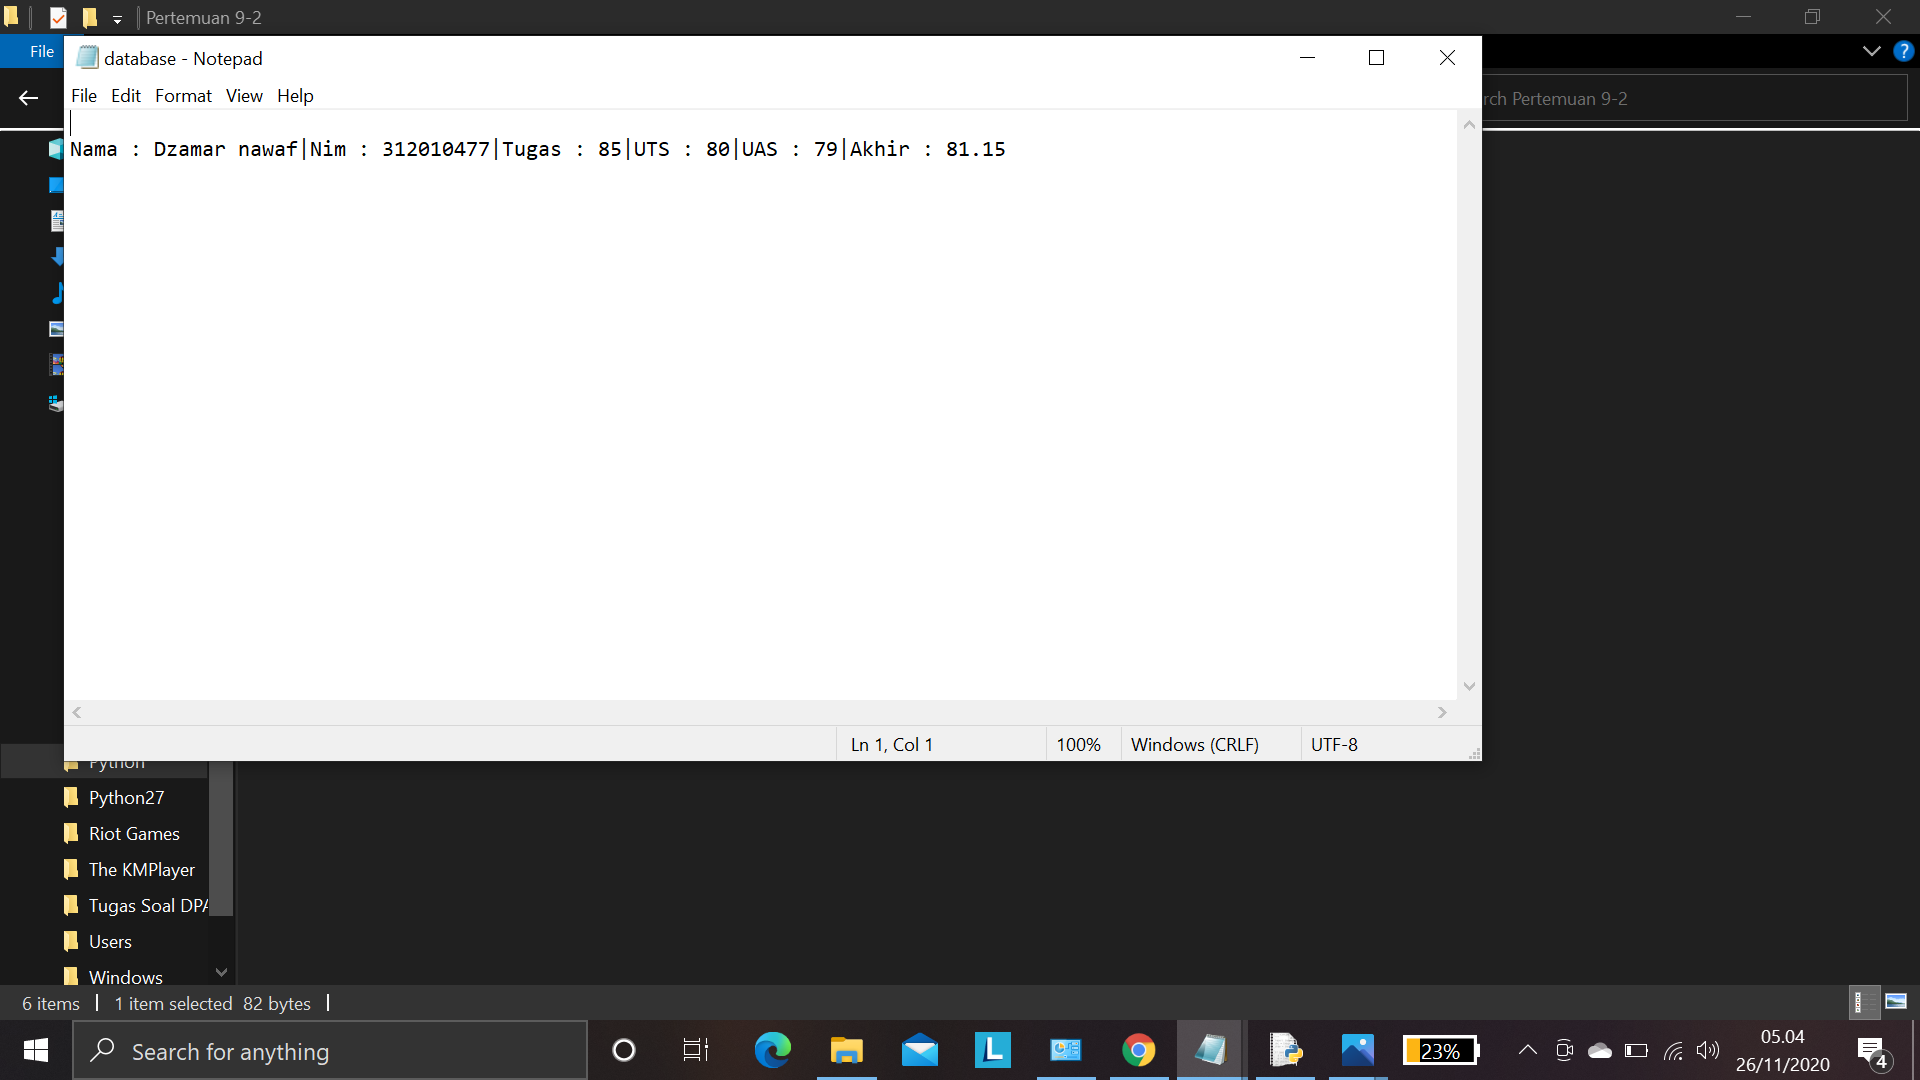 Pertemuan 9-2
File
database - Notepad
File Edit Format View Help
rch Pertemuan 9-2
Nama : Dzamar nawaf|Nim : 312010477|Tugas : 85|UTS : 80|UAS : 79|Akhir : 81.15
Ln 1, Col 1 100% Windows (CRLF) UTF-8
Python
Python27
Riot Games
The KMPlayer
Tugas Soal DPA
Users
Windows
6 items 1 item selected 82 bytes
Search for anything
L
23%
05.04
26/11/2020
4